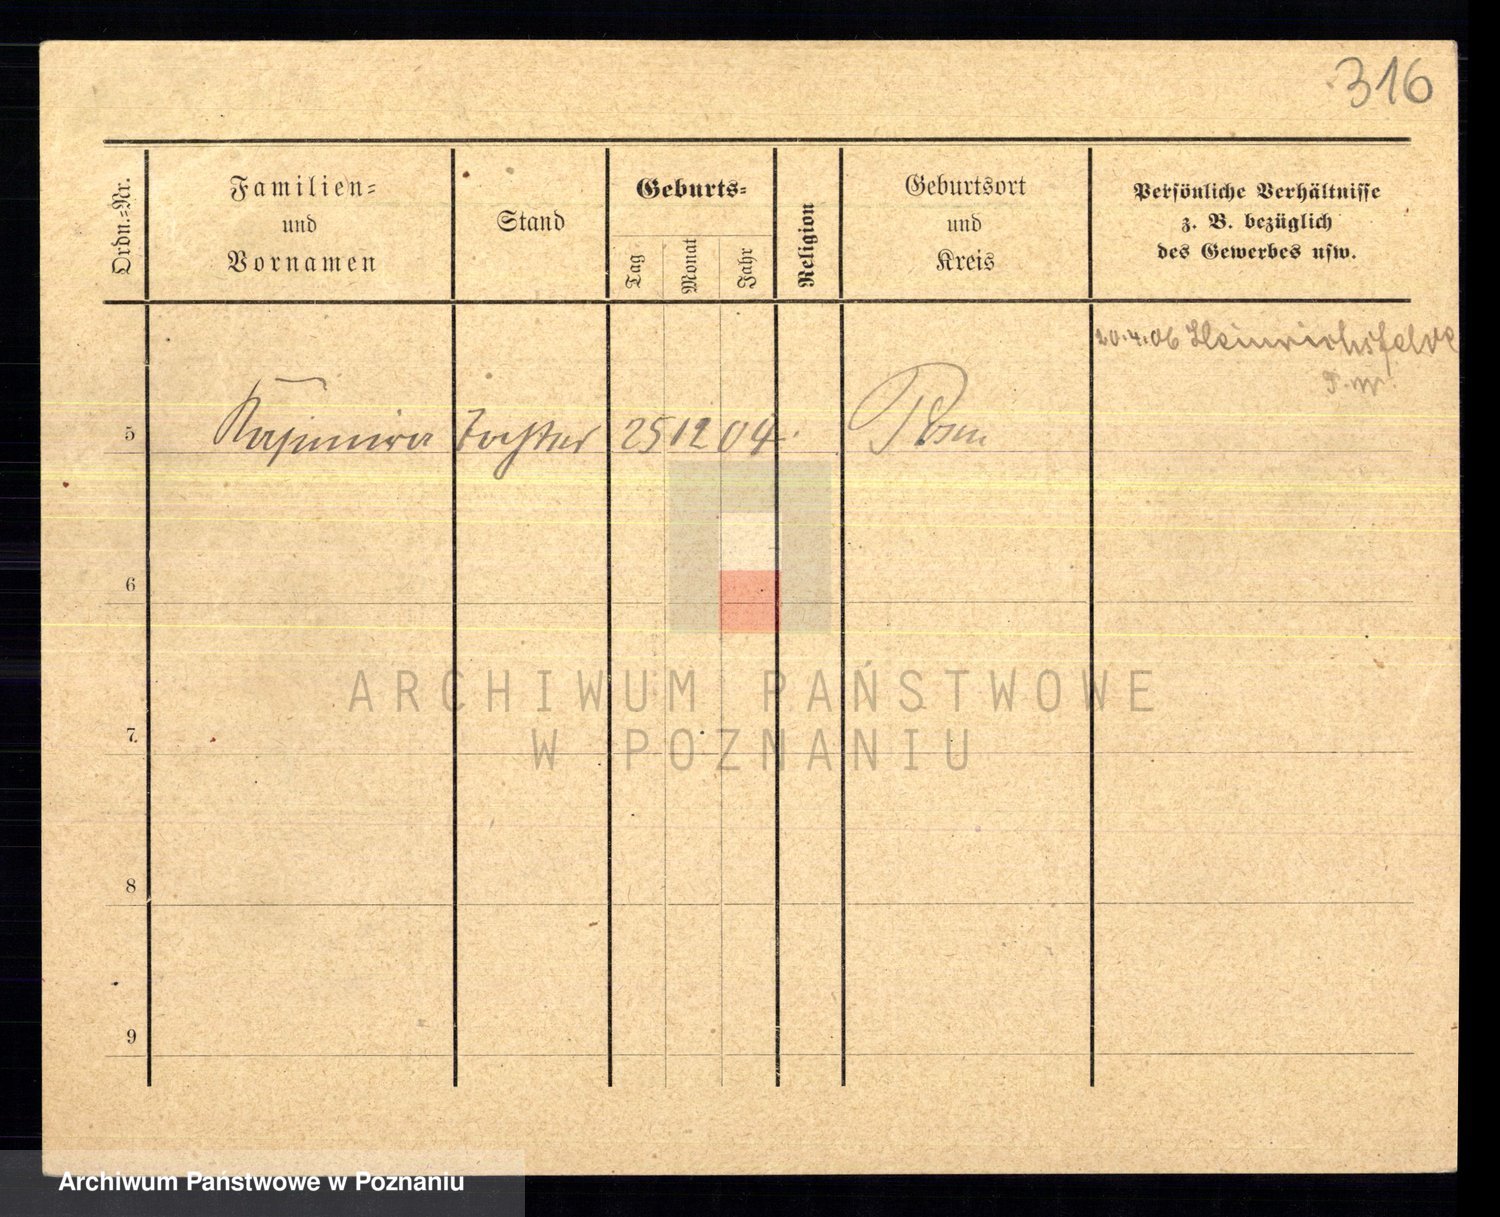 316
Ordn.=Nr.
Familien=
und
Vornamen
Stand
Geburts=
Tag
Monat
Jahr
Religion
Geburtsort
und
Kreis
Persönliche Verhältnisse
z. B. bezüglich
des Gewerbes usw.
20.4.06 Heinrichsfelde
5 Kasimira Tochter 25 12 04. Posen
6
ARCHIWUM PAŃSTWOWE
7
W POZNANIU
8
9
Archiwum Państwowe w Poznaniu